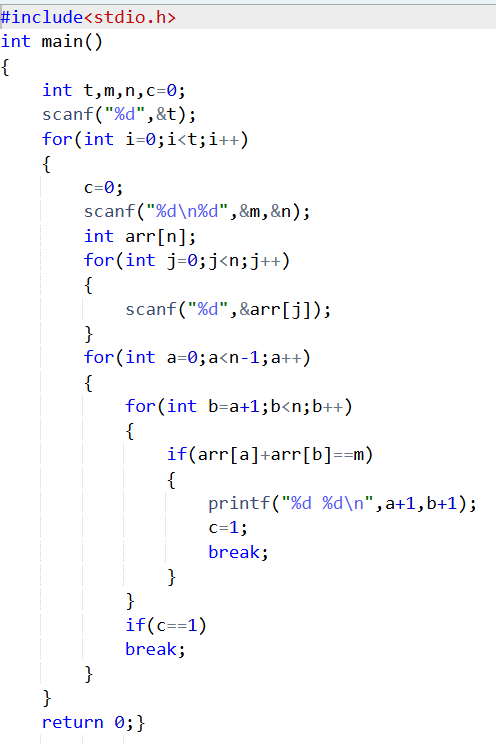 #include<stdio.h>
int main()
{
    int t,m,n,c=0;
    scanf("%d",&t);
    for(int i=0;i<t;i++)
    {
        c=0;
        scanf("%d\n%d",&m,&n);
        int arr[n];
        for(int j=0;j<n;j++)
        {
            scanf("%d",&arr[j]);
        }
        for(int a=0;a<n-1;a++)
        {
            for(int b=a+1;b<n;b++)
            {
                if(arr[a]+arr[b]==m)
                {
                    printf("%d %d\n",a+1,b+1);
                    c=1;
                    break;
                }
            }
            if(c==1)
            break;
        }
    }
    return 0;}